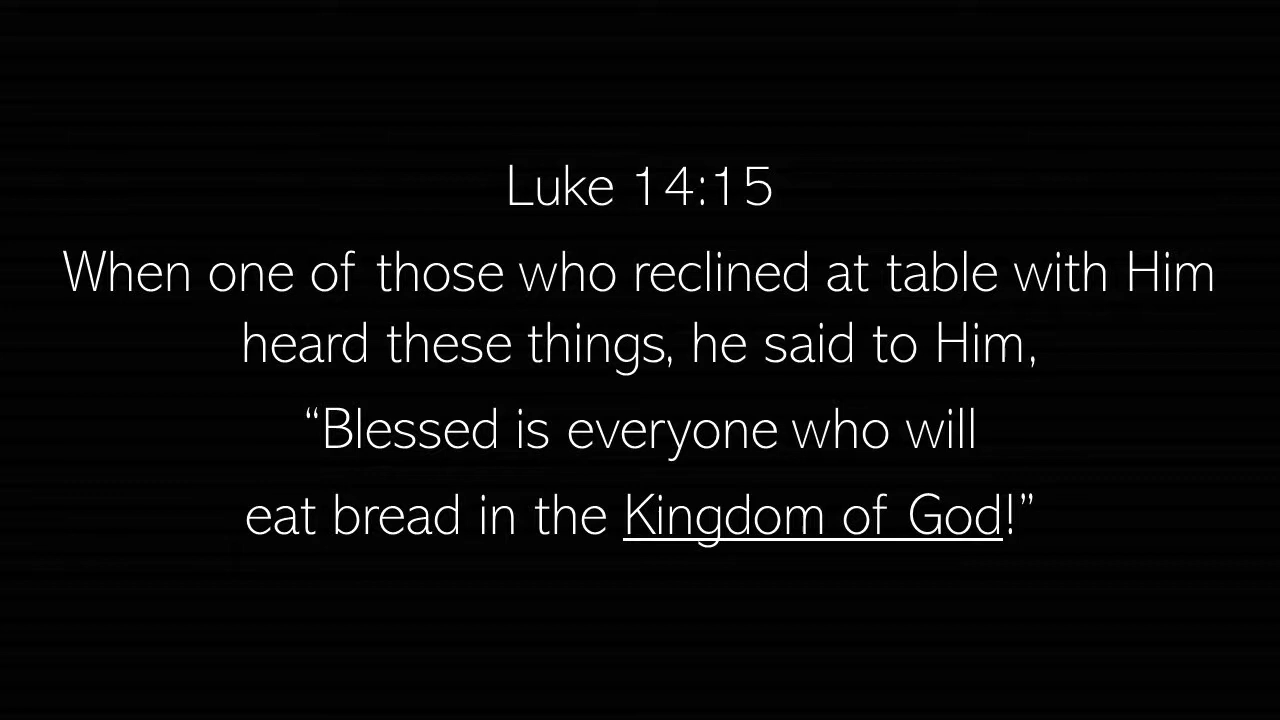 Luke 14:15
When one of those who reclined at table with Him
heard these things, he said to Him,
“Blessed is everyone who will
eat bread in the Kingdom of God!”